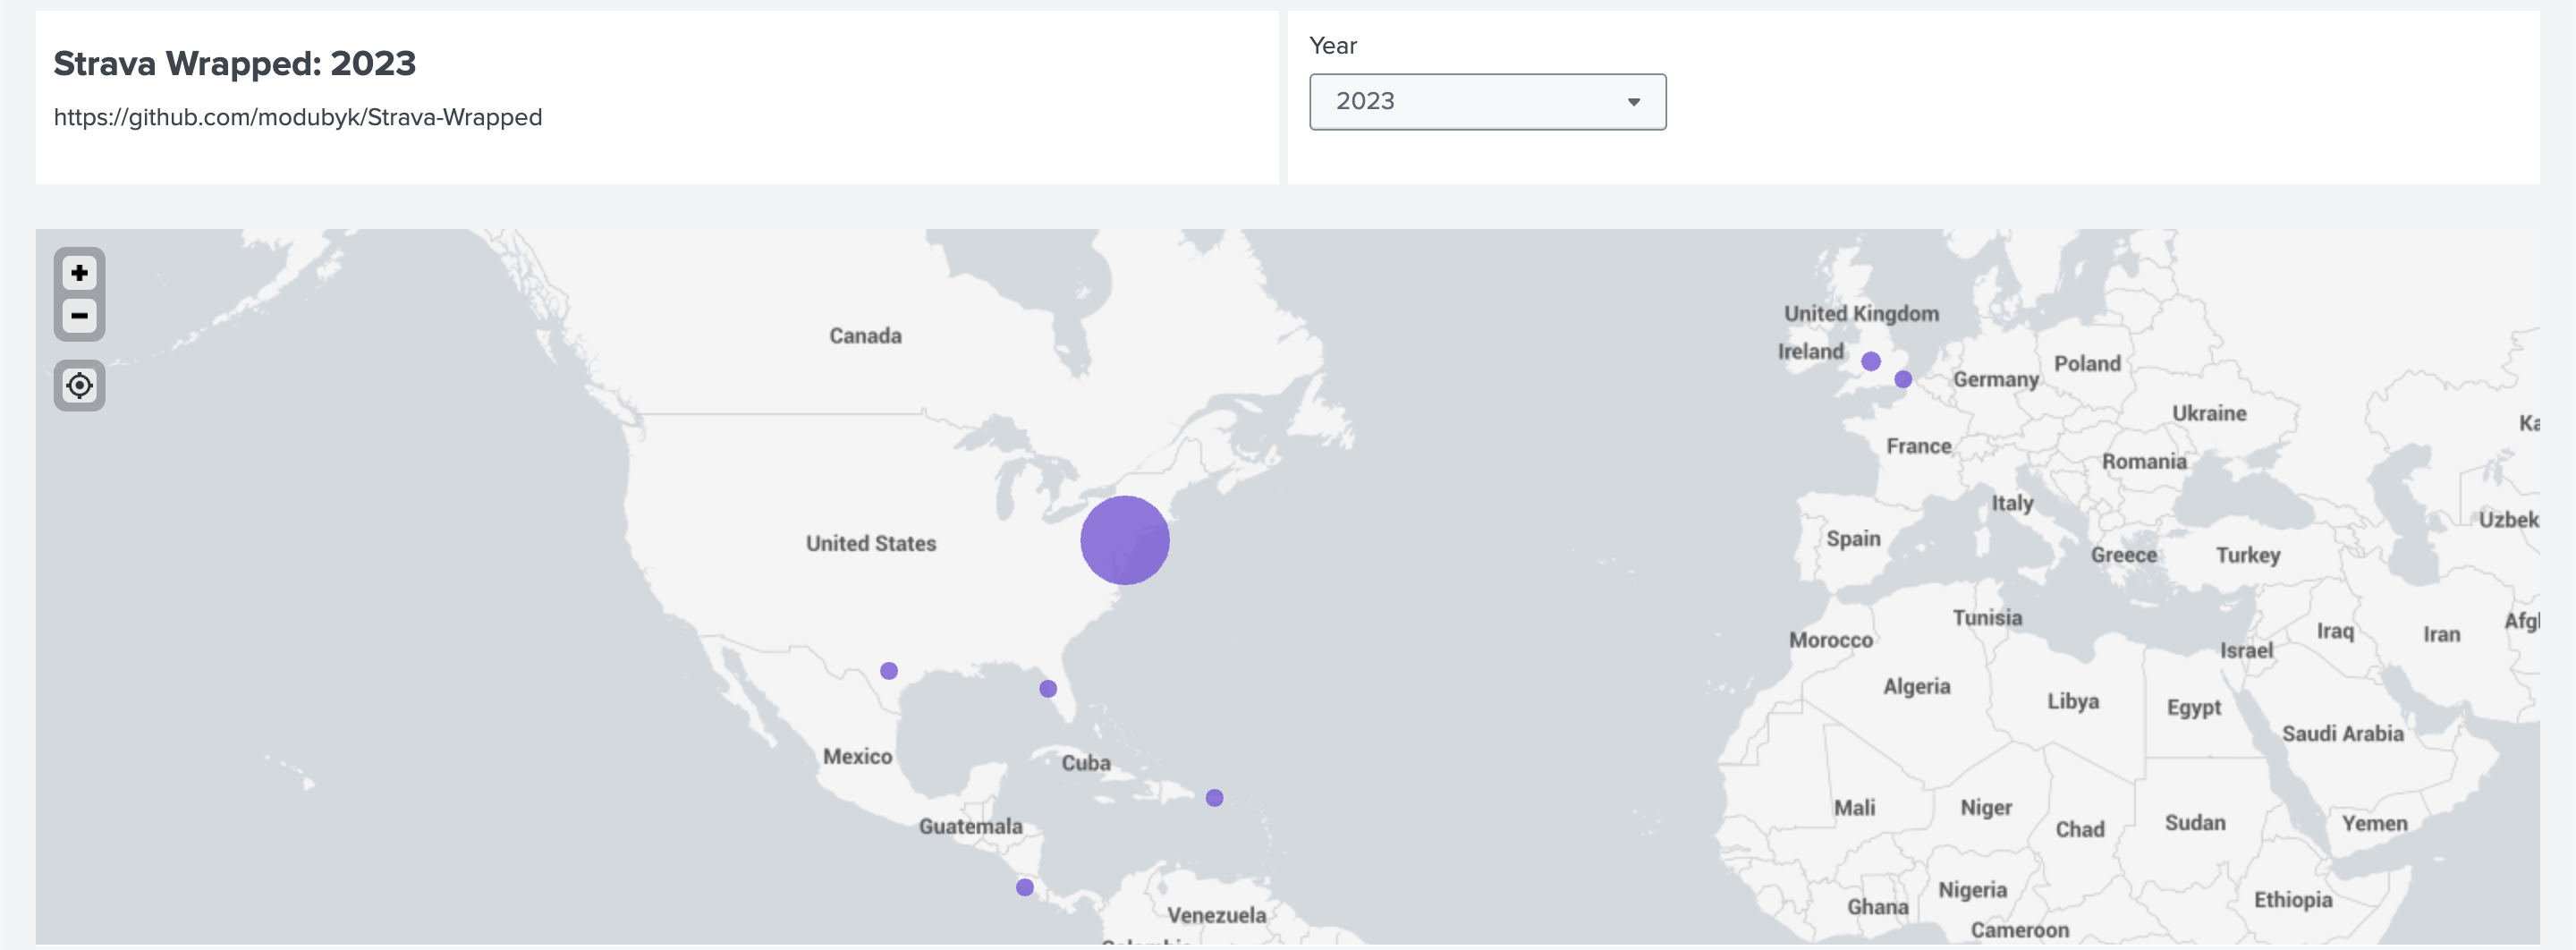 Strava Wrapped: 2023
https://github.com/modubyk/Strava-Wrapped
Year
2023
Canada
United States
Mexico
Cuba
Guatemala
Venezuela
United Kingdom
Ireland
Poland
Germany
Ukraine
France
Romania
Italy
Spain
Greece
Turkey
Uzbek
Tunisia
Morocco
Iraq
Iran
Afgl
Israel
Algeria
Libya
Egypt
Saudi Arabia
Mali
Niger
Chad
Sudan
Yemen
Nigeria
Ghana
Ethiopia
Cameroon
Ka